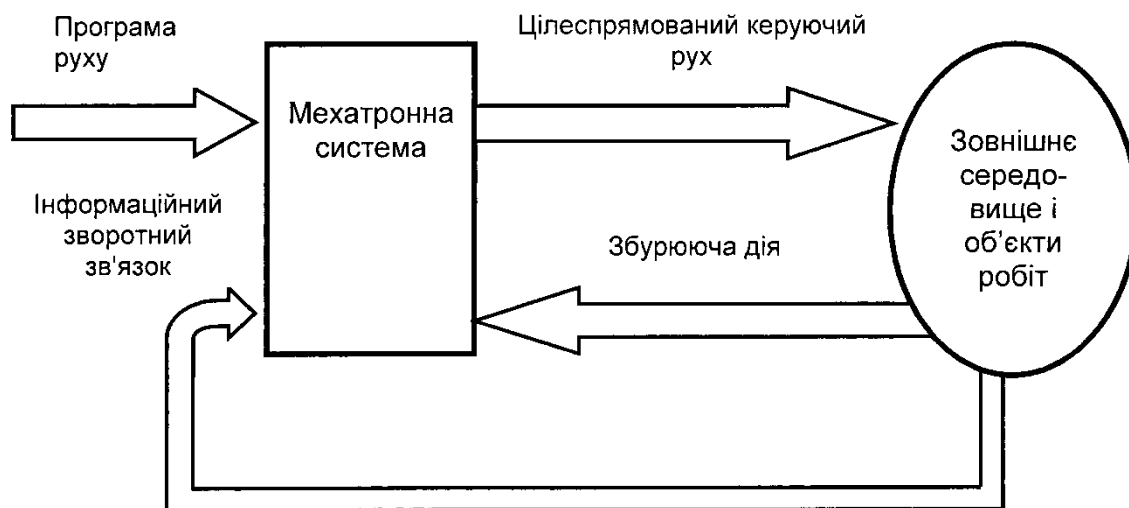 Програма
руху
Цілеспрямований керуючий
рух
Мехатронна
система
Зовнішнє
середо-
вище і
об’єкти
робіт
Інформаційний
зворотний
зв'язок
Збурююча дія